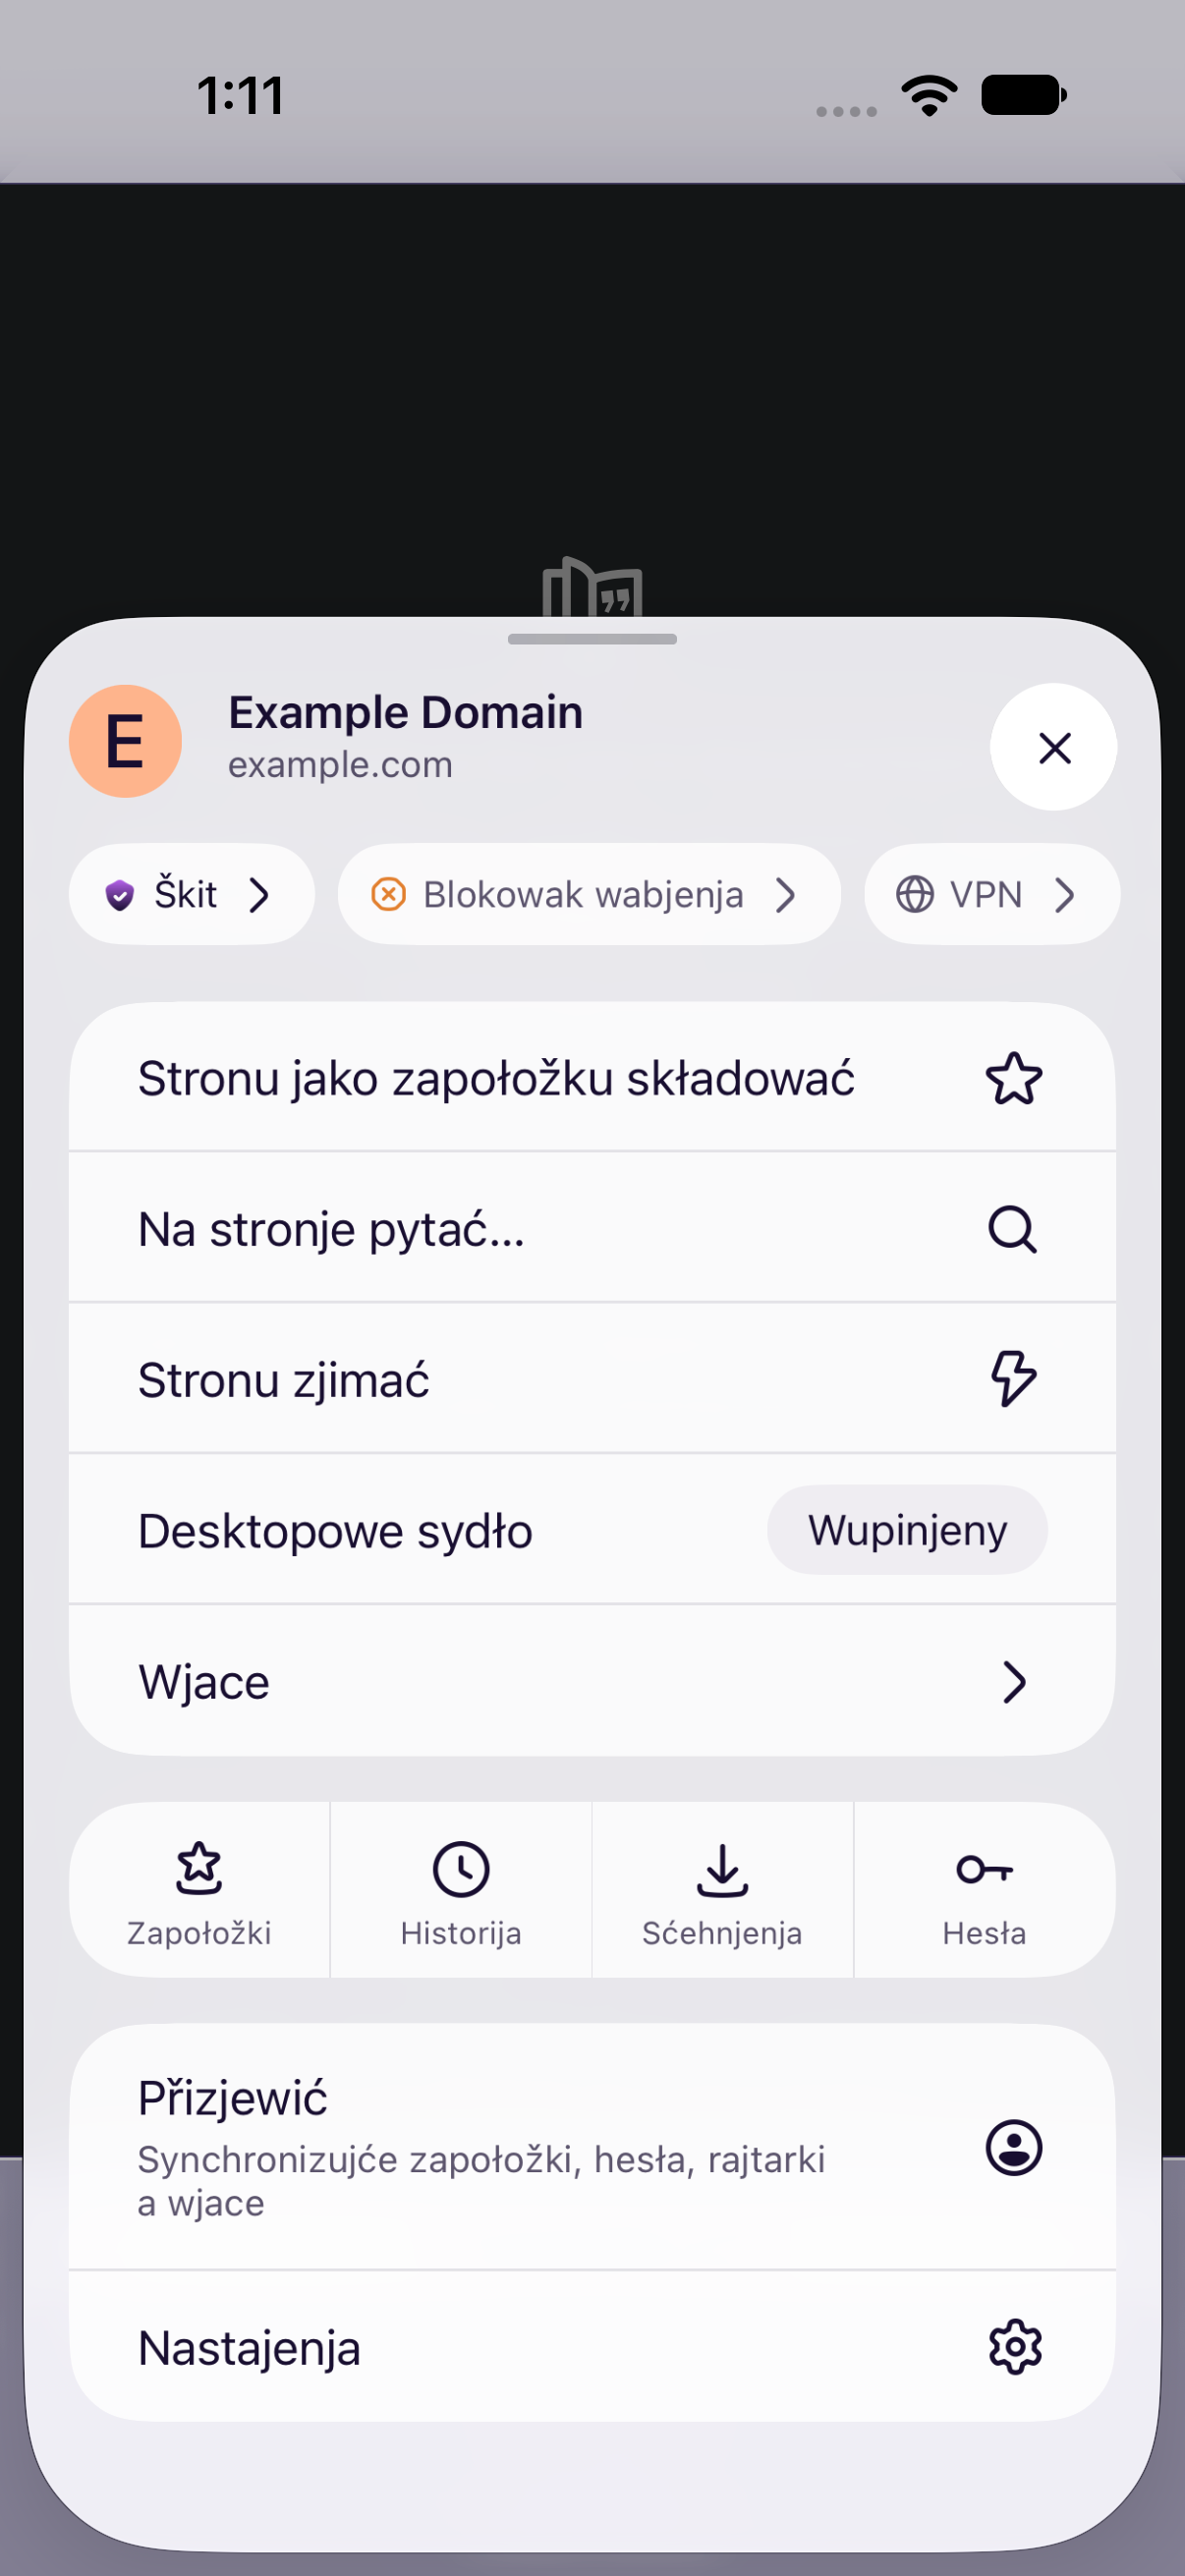 1:11
E
Example Domain
example.com
Škit
Blokowak wabjenja
VPN
Stronu jako zapołožku składować
Na stronje pytać...
Stronu zjimać
Desktopowe sydło
Wupinjeny
Wjace
Zapołožki
Historija
Sćehnjenja
Hesła
Přizjewić
Synchronizujće zapołožki, hesła, rajtarki
a wjace
Nastajenja